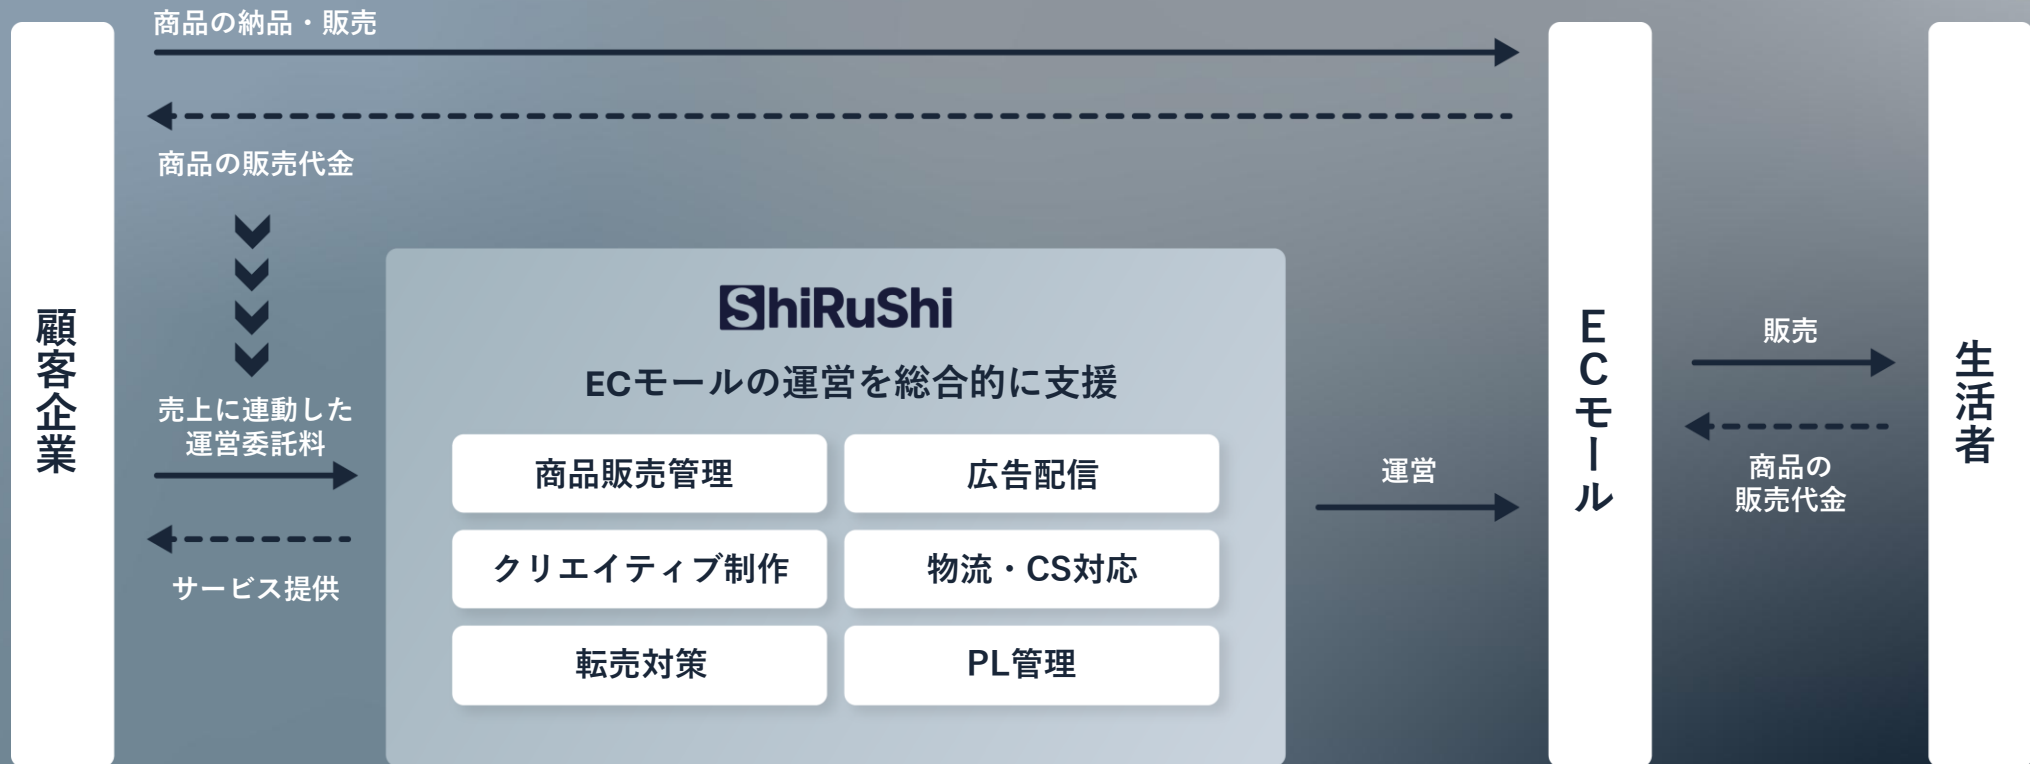 商品の納品・販売
商品の販売代金
顧客企業
売上に連動した
運営委託料
サービス提供
ShiRuShi
ECモールの運営を総合的に支援
商品販売管理
広告配信
クリエイティブ制作
物流・CS対応
転売対策
PL管理
運営
ECモール
販売
商品の
販売代金
生活者